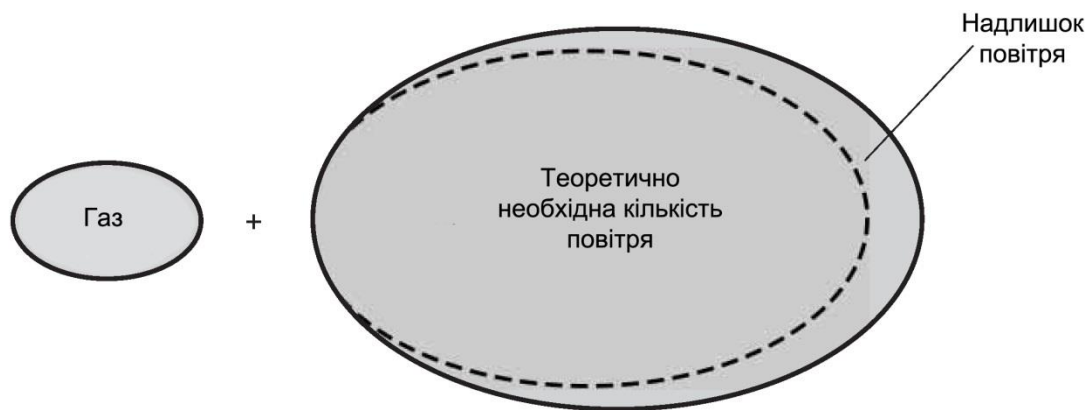 Надлишок
повітря
Газ
+
Теоретично
необхідна кількість
повітря